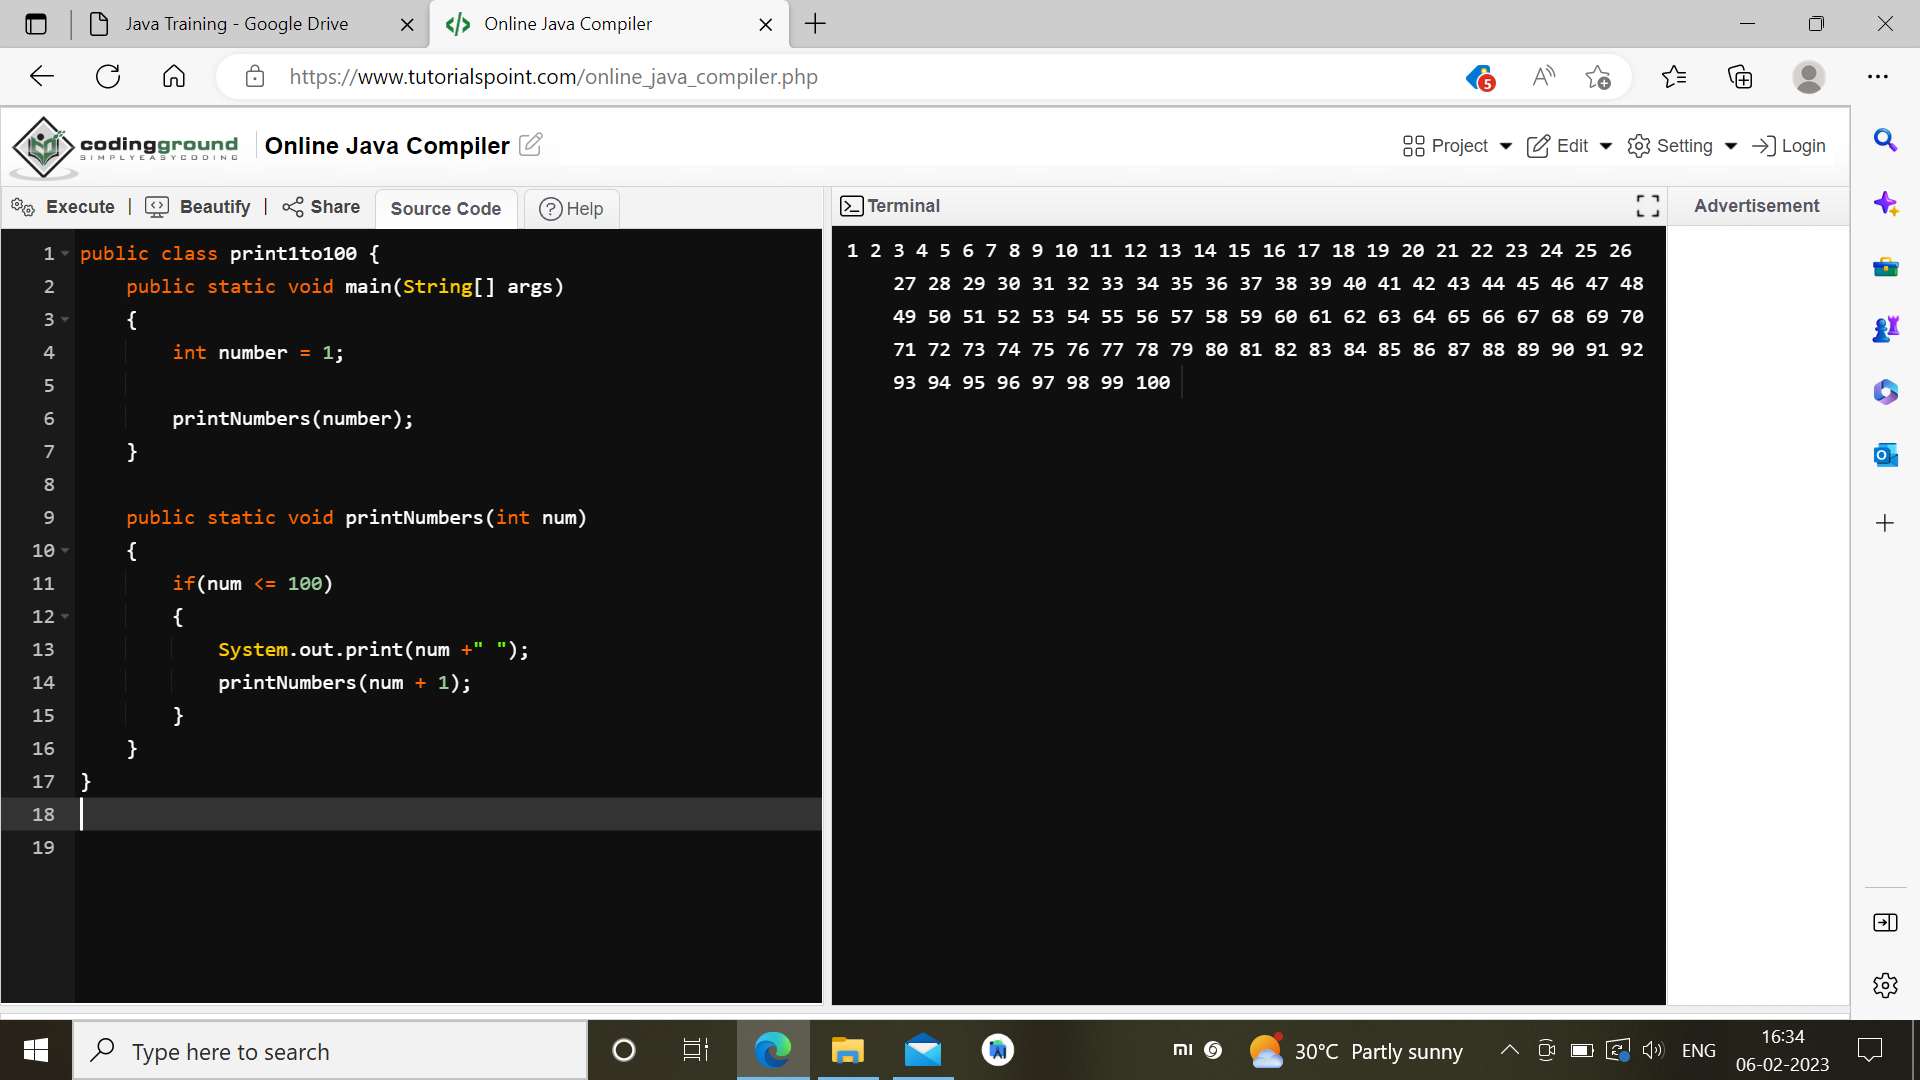 Java Training - Google Drive
Online Java Compiler
https://www.tutorialspoint.com/online_java_compiler.php
5
codingground
SIMPLYEASYCODING
Online Java Compiler
Project
Edit
Setting
Login
Execute | Beautify | Share
Source Code
Help
Terminal
Advertisement
1 public class print1to100 {
2 public static void main(String[] args)
3 {
4 int number = 1;
5
6 printNumbers(number);
7 }
8
9 public static void printNumbers(int num)
10 {
11 if(num <= 100)
12 {
13 System.out.print(num +" ");
14 printNumbers(num + 1);
15 }
16 }
17 }
18
19
1 2 3 4 5 6 7 8 9 10 11 12 13 14 15 16 17 18 19 20 21 22 23 24 25 26
27 28 29 30 31 32 33 34 35 36 37 38 39 40 41 42 43 44 45 46 47 48
49 50 51 52 53 54 55 56 57 58 59 60 61 62 63 64 65 66 67 68 69 70
71 72 73 74 75 76 77 78 79 80 81 82 83 84 85 86 87 88 89 90 91 92
93 94 95 96 97 98 99 100
Type here to search
30°C Partly sunny
ENG
16:34
06-02-2023